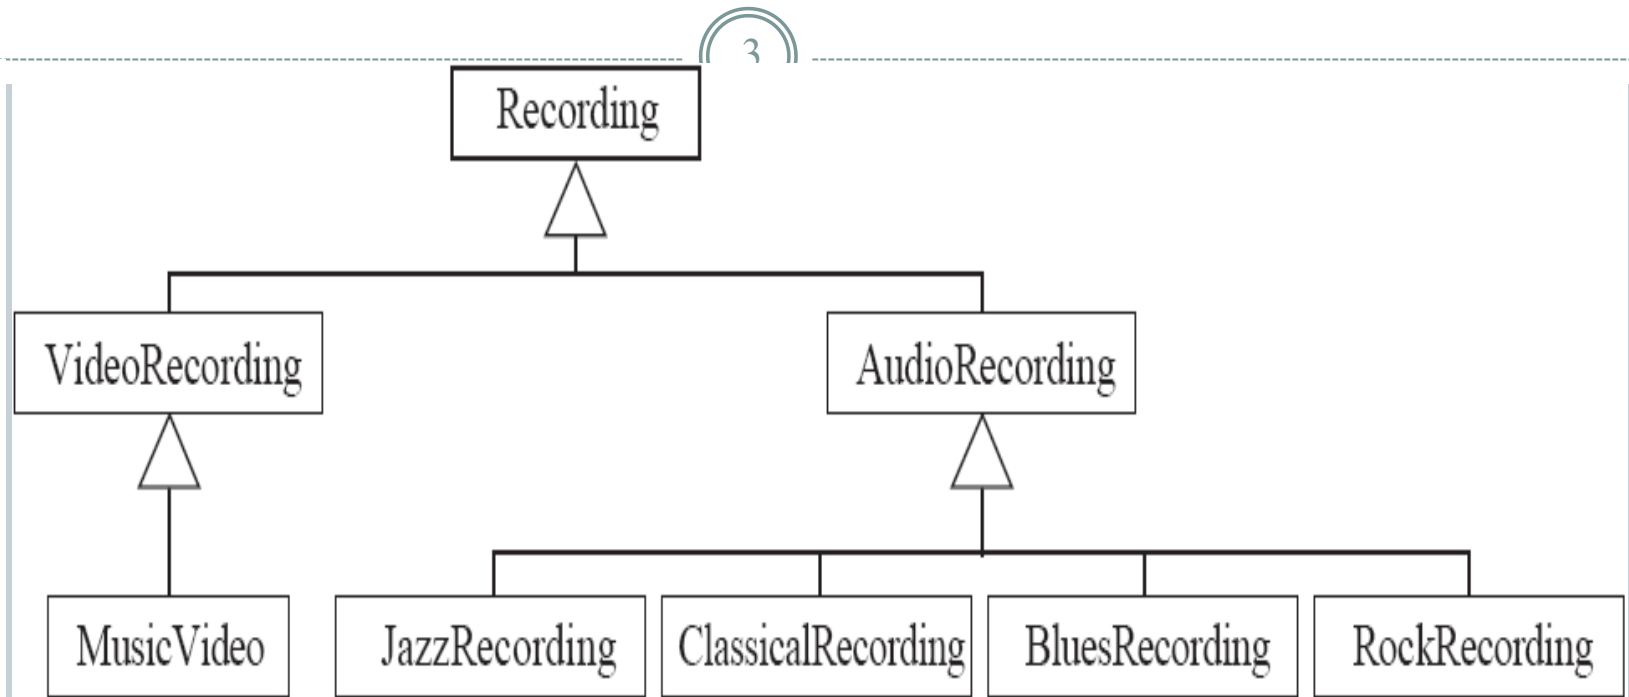 3
Recording
VideoRecording
AudioRecording
MusicVideo
JazzRecording
ClassicalRecording
BluesRecording
RockRecording